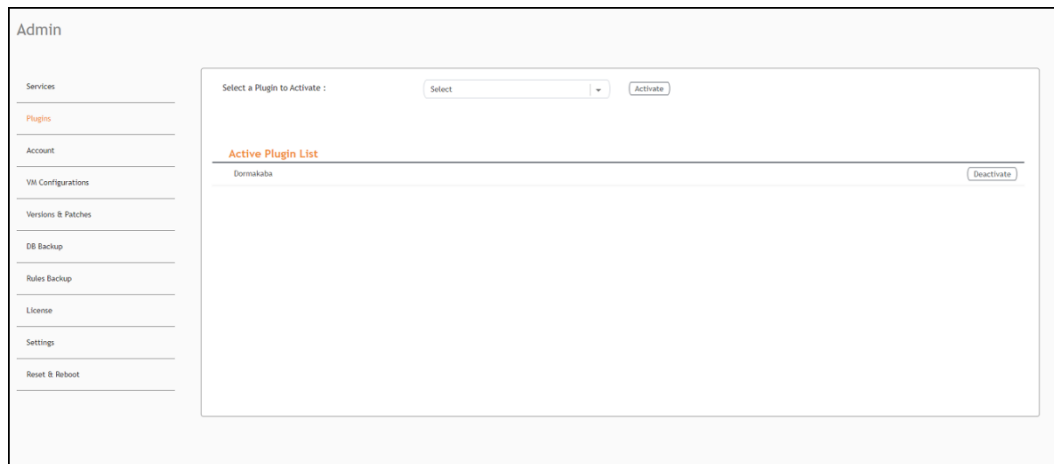 Admin
Services
Plugins
Account
VM Configurations
Versions & Patches
DB Backup
Rules Backup
License
Settings
Reset & Reboot
Select a Plugin to Activate :
Select
Activate
Active Plugin List
Dormakaba
Deactivate